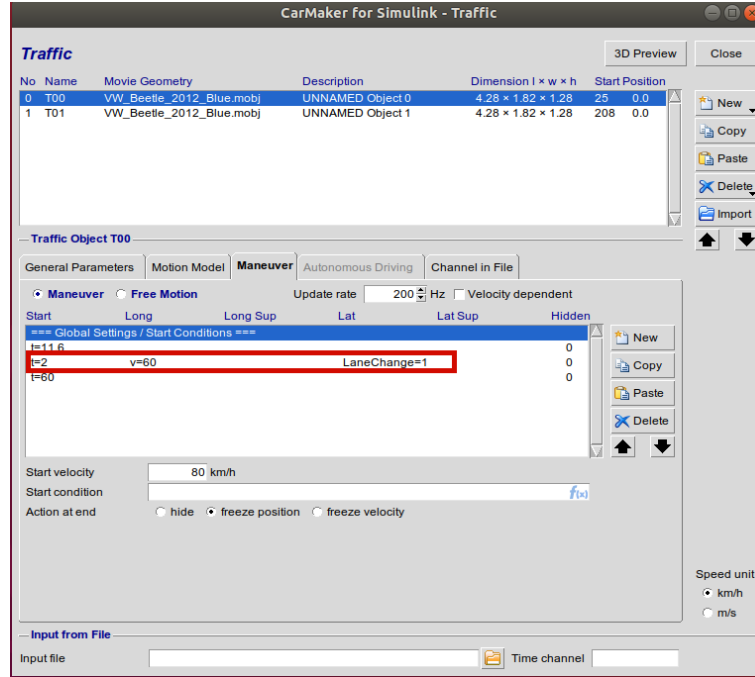 CarMaker for Simulink - Traffic
Traffic
3D Preview
Close
No Name Movie Geometry Description Dimension l × w × h Start Position
0 T00 VW_Beetle_2012_Blue.mobj UNNAMED Object 0 4.28 × 1.82 × 1.28 25 0.0
1 T01 VW_Beetle_2012_Blue.mobj UNNAMED Object 1 4.28 × 1.82 × 1.28 208 0.0
New
Copy
Paste
Delete
Import
Traffic Object T00
General Parameters Motion Model Maneuver Autonomous Driving Channel in File
Maneuver Free Motion Update rate 200 Hz Velocity dependent
Start Long Long Sup Lat Lat Sup Hidden
=== Global Settings / Start Conditions ===
t=11.6 0
t=2 v=60 LaneChange=1 0
t=60 0
New
Copy
Paste
Delete
Start velocity 80 km/h
Start condition f(x)
Action at end hide freeze position freeze velocity
Speed unit
km/h
m/s
Input from File
Input file Time channel